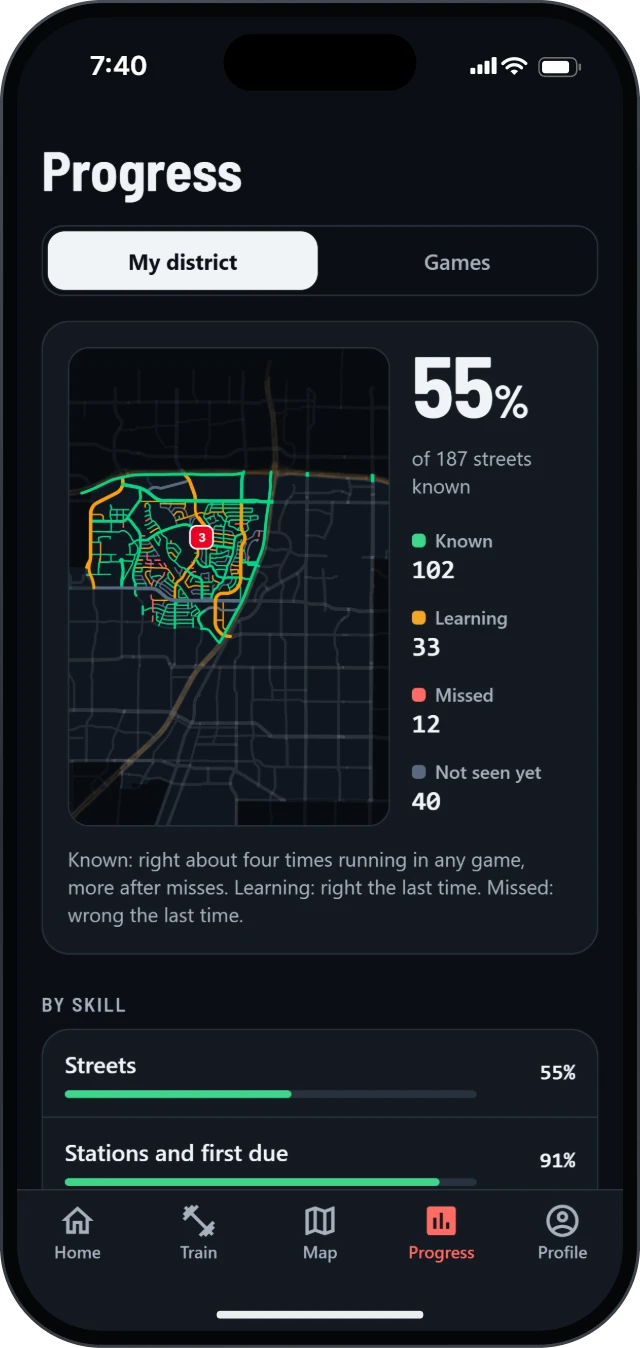 7:40
Progress
My district
Games
3
55%
of 187 streets
known
Known
102
Learning
33
Missed
12
Not seen yet
40
Known: right about four times running in any game,
more after misses. Learning: right the last time. Missed:
wrong the last time.
BY SKILL
Streets
55%
Stations and first due
91%
Home
Train
Map
Progress
Profile